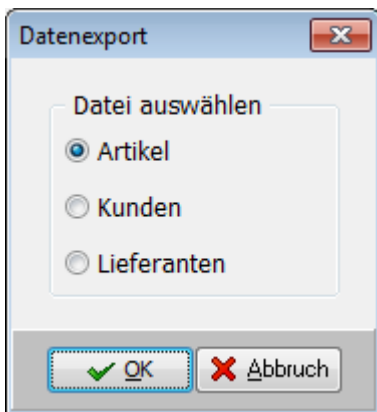 Datenexport
Datei auswählen
Artikel
Kunden
Lieferanten
OK Abbruch